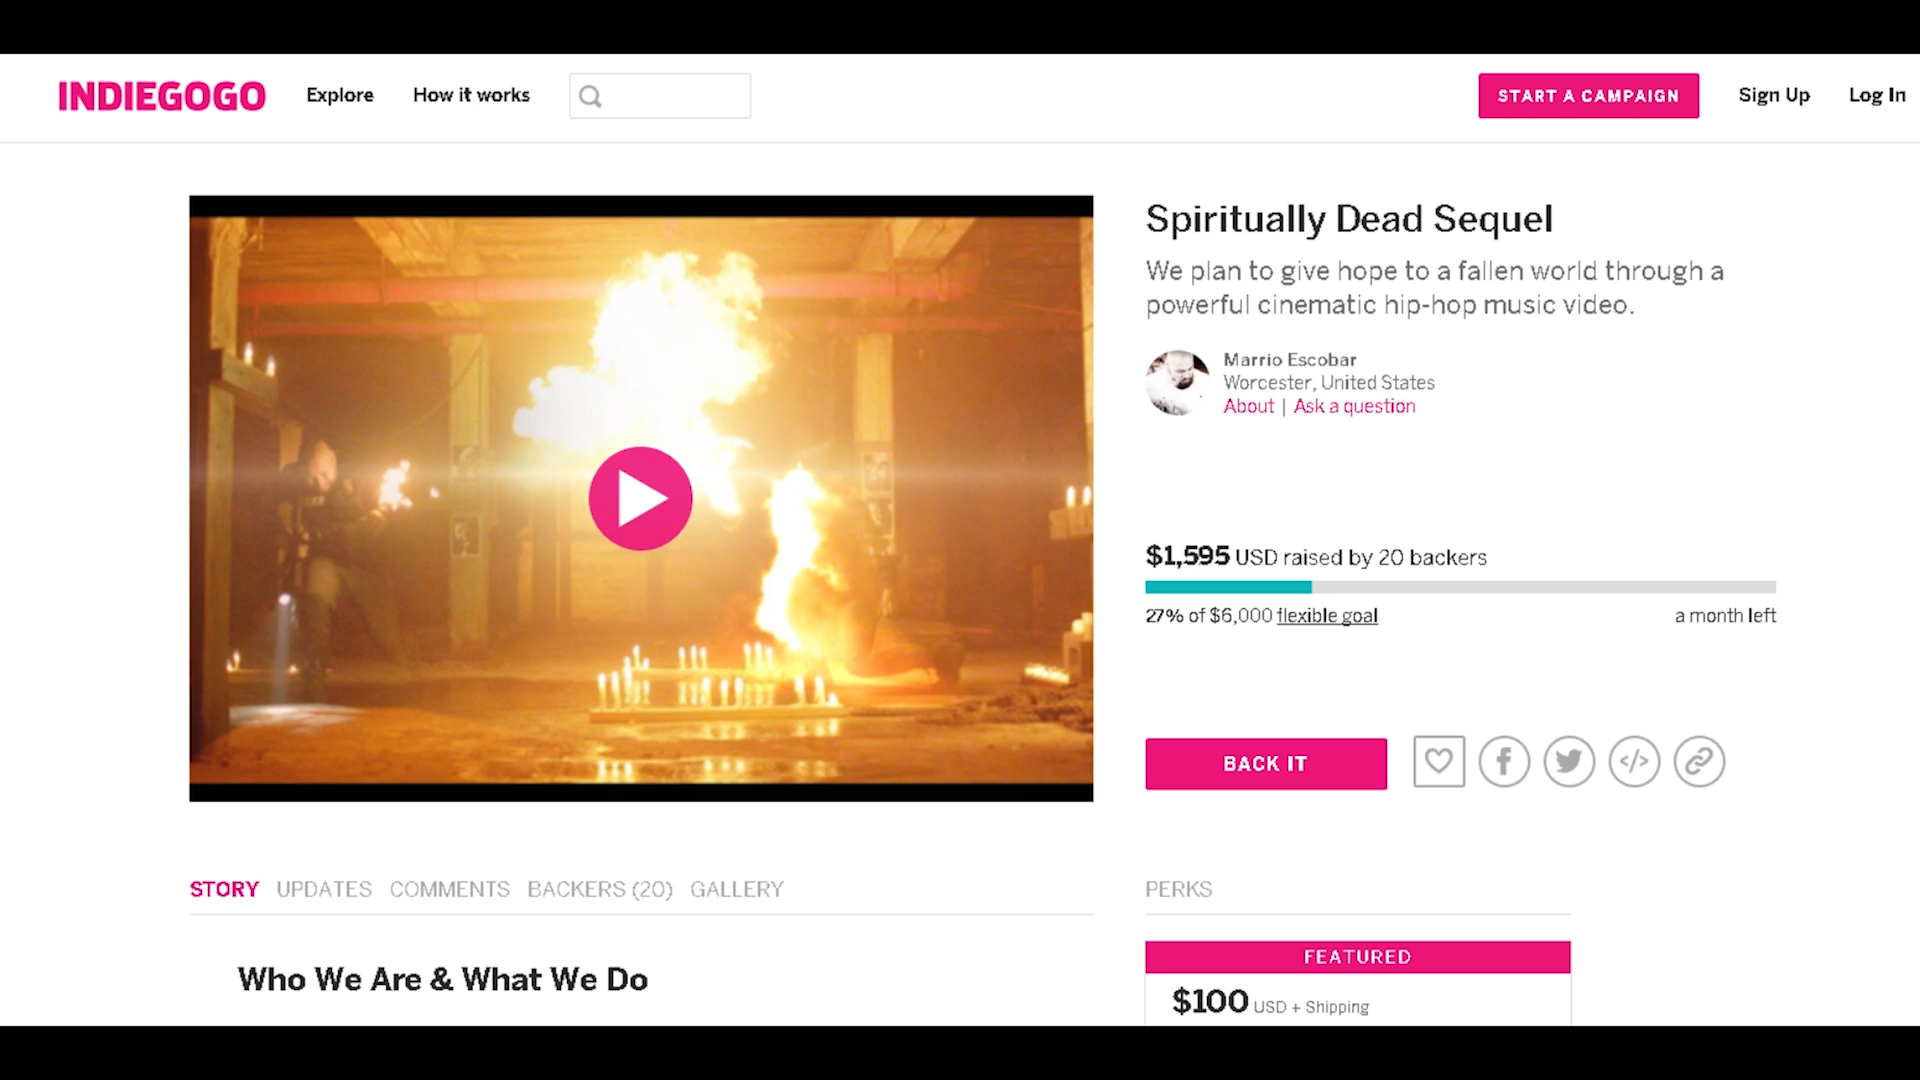 INDIEGOGO
Explore
How it works
START A CAMPAIGN
Sign Up
Log In
Spiritually Dead Sequel
We plan to give hope to a fallen world through a
powerful cinematic hip-hop music video.
Marrio Escobar
Worcester, United States
About | Ask a question
$1,595 USD raised by 20 backers
27% of $6,000 flexible goal
a month left
BACK IT
STORY
UPDATES
COMMENTS
BACKERS (20)
GALLERY
PERKS
Who We Are & What We Do
FEATURED
$100 USD + Shipping